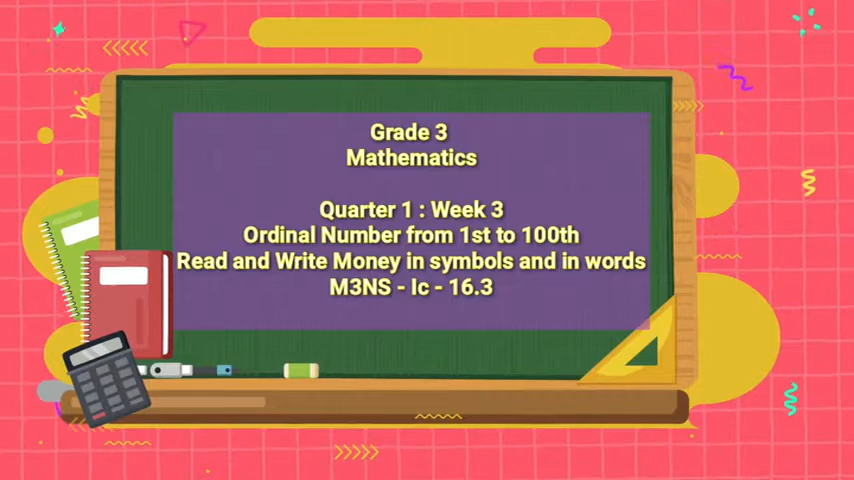 Grade 3
Mathematics
Quarter 1 : Week 3
Ordinal Number from 1st to 100th
Read and Write Money in symbols and in words
M3NS - Ic - 16.3